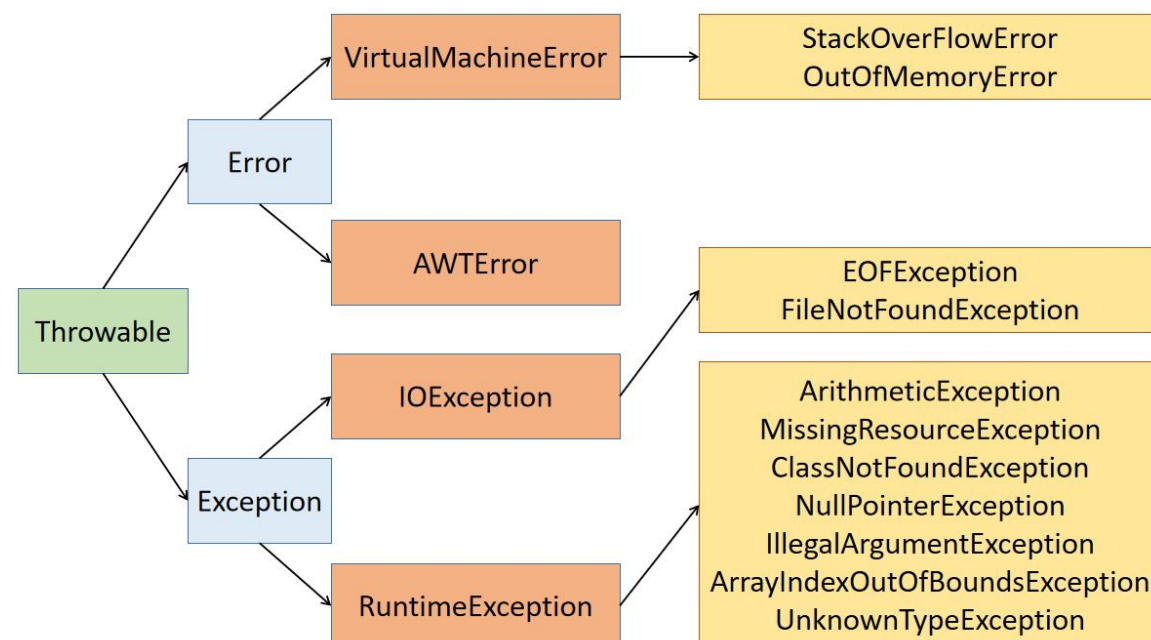 VirtualMachineError
StackOverFlowError
OutOfMemoryError
Error
AWTError
EOFException
FileNotFoundException
Throwable
IOException
ArithmeticException
MissingResourceException
ClassNotFoundException
NullPointerException
IllegalArgumentException
ArrayIndexOutOfBoundsException
UnknownTypeException
Exception
RuntimeException